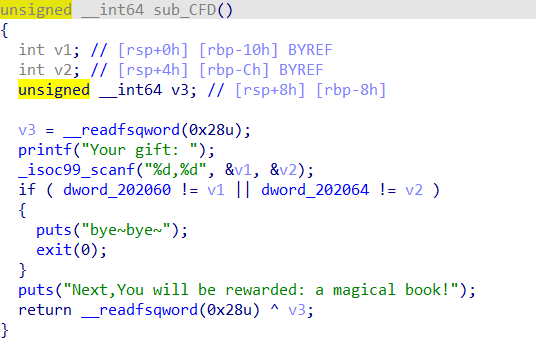 unsigned __int64 sub_CFD()
{
  int v1; // [rsp+0h] [rbp-10h] BYREF
  int v2; // [rsp+4h] [rbp-Ch] BYREF
  unsigned __int64 v3; // [rsp+8h] [rbp-8h]

  v3 = __readfsqword(0x28u);
  printf("Your gift: ");
  _isoc99_scanf("%d,%d", &v1, &v2);
  if ( dword_202060 != v1 || dword_202064 != v2 )
  {
    puts("bye~bye~");
    exit(0);
  }
  puts("Next,You will be rewarded: a magical book!");
  return __readfsqword(0x28u) ^ v3;
}